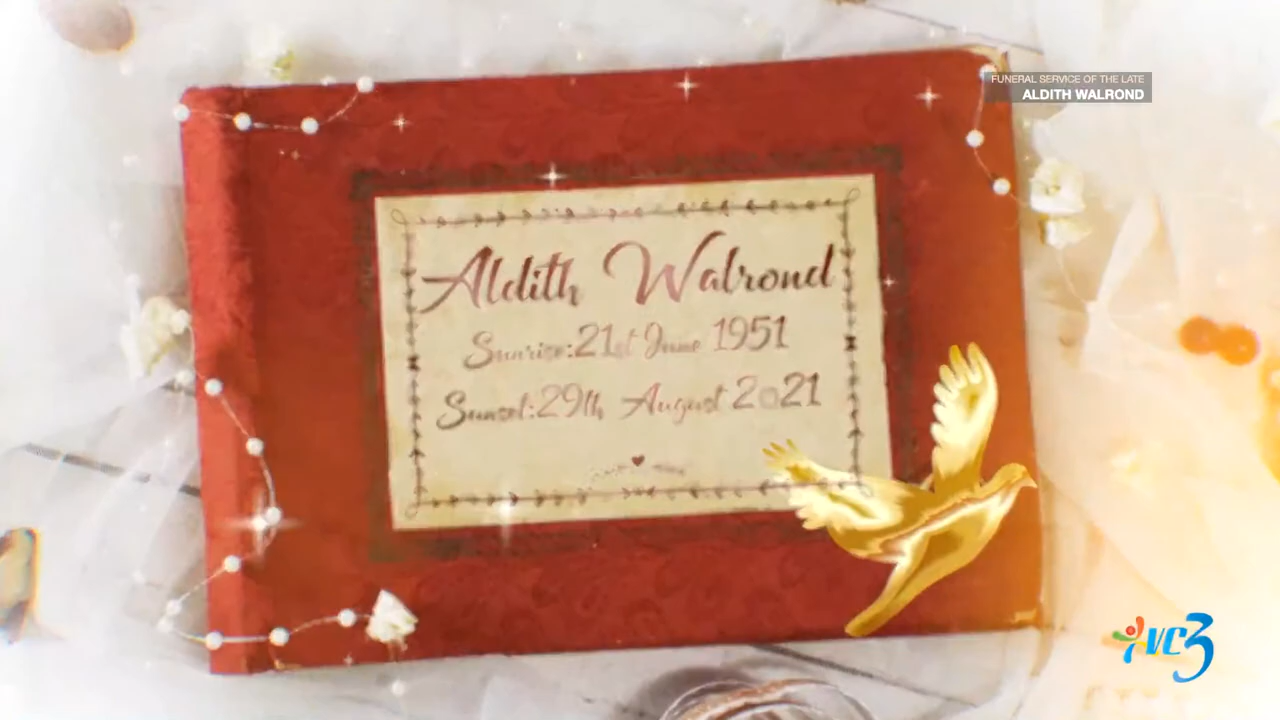 FUNERAL SERVICE OF THE LATE
ALDITH WALROND
Aldith Walrond
Sunrise:21st June 1951
Sunset:29th August 2021
VC3